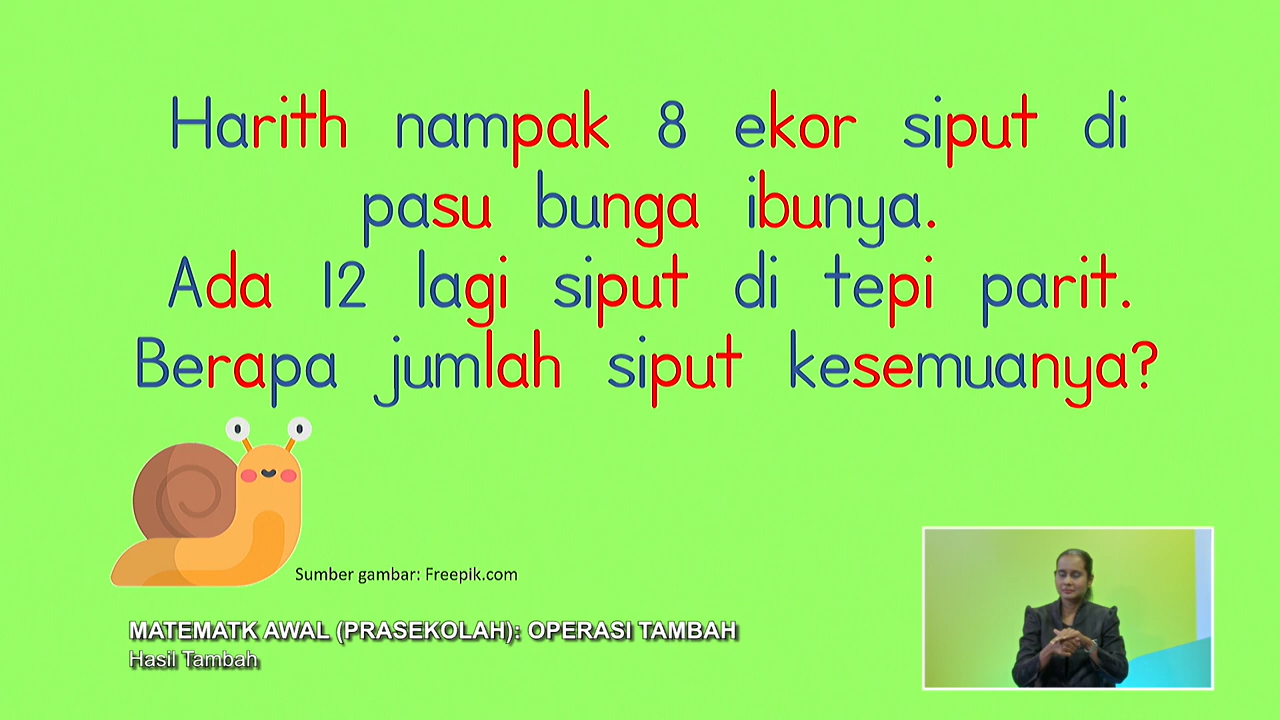 Harith nampak 8 ekor siput di
pasu bunga ibunya.
Ada 12 lagi siput di tepi parit.
Berapa jumlah siput kesemuanya?
Sumber gambar: Freepik.com
MATEMATK AWAL (PRASEKOLAH): OPERASI TAMBAH
Hasil Tambah